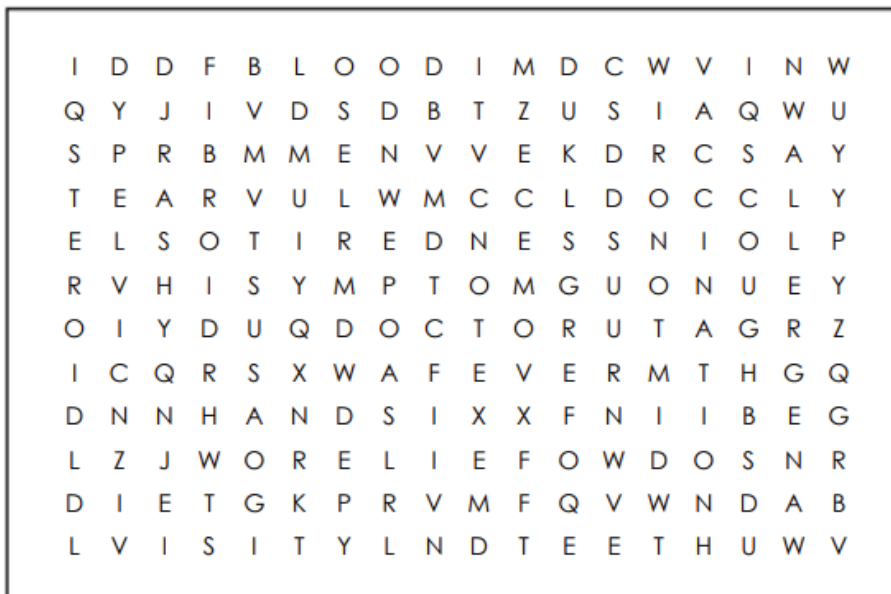 I D D F B L O O D I M D C W V I N W
Q Y J I V D S D B T Z U S I A Q W U
S P R B M M E N V V E K D R C S A Y
T E A R V U L W M C C L D O C C L Y
E L S O T I R E D N E S S N I O L P
R V H I S Y M P T O M G U O N U E Y
O I Y D U Q D O C T O R U T A G R Z
I C Q R S X W A F E V E R M T H G Q
D N N H A N D S I X X F N I I B E G
L Z J W O R E L I E F O W D O S N R
D I E T G K P R V M F Q V W N D A B
L V I S I T Y L N D T E E T H U W V